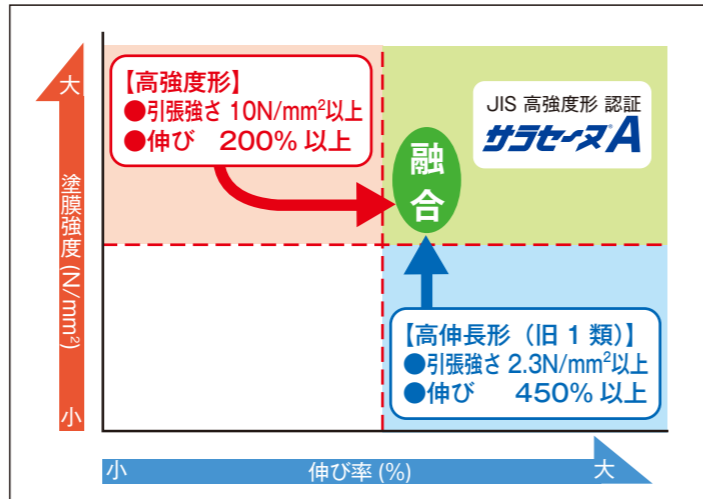 大
塗膜強度(N/mm²)
小
【高強度形】
●引張強さ 10N/mm²以上
●伸び 200% 以上
JIS 高強度形 認証
サラセーヌ®A
融合
【高伸長形（旧 1 類）】
●引張強さ 2.3N/mm²以上
●伸び 450% 以上
小
伸び率(%)
大